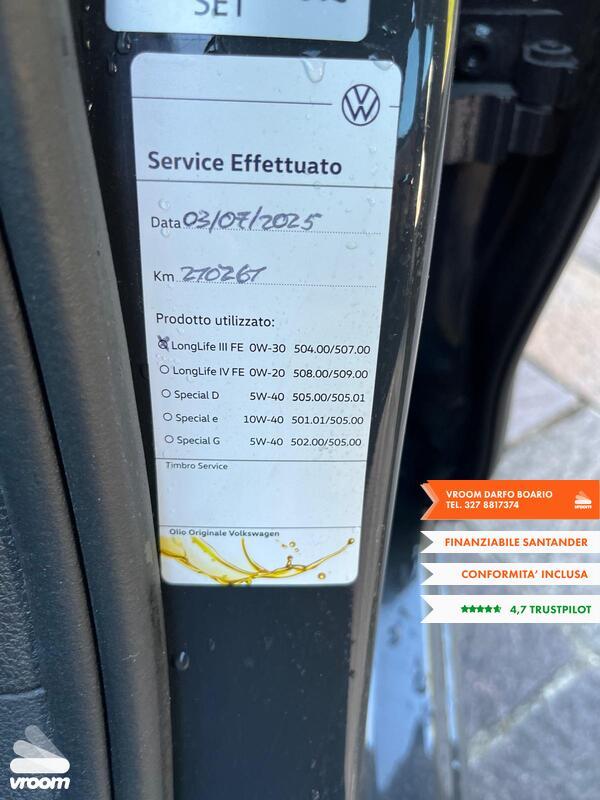 SET
Service Effettuato
Data 03/07/2025
Km 270261
Prodotto utilizzato:
LongLife III FE 0W-30 504.00/507.00
LongLife IV FE 0W-20 508.00/509.00
Special D 5W-40 505.00/505.01
Special e 10W-40 501.01/505.00
Special G 5W-40 502.00/505.00
Timbro Service
Olio Originale Volkswagen
VROOM DARFO BOARIO
TEL. 327 8817374
vroom
FINANZIABILE SANTANDER
CONFORMITA' INCLUSA
4,7 TRUSTPILOT
vroom